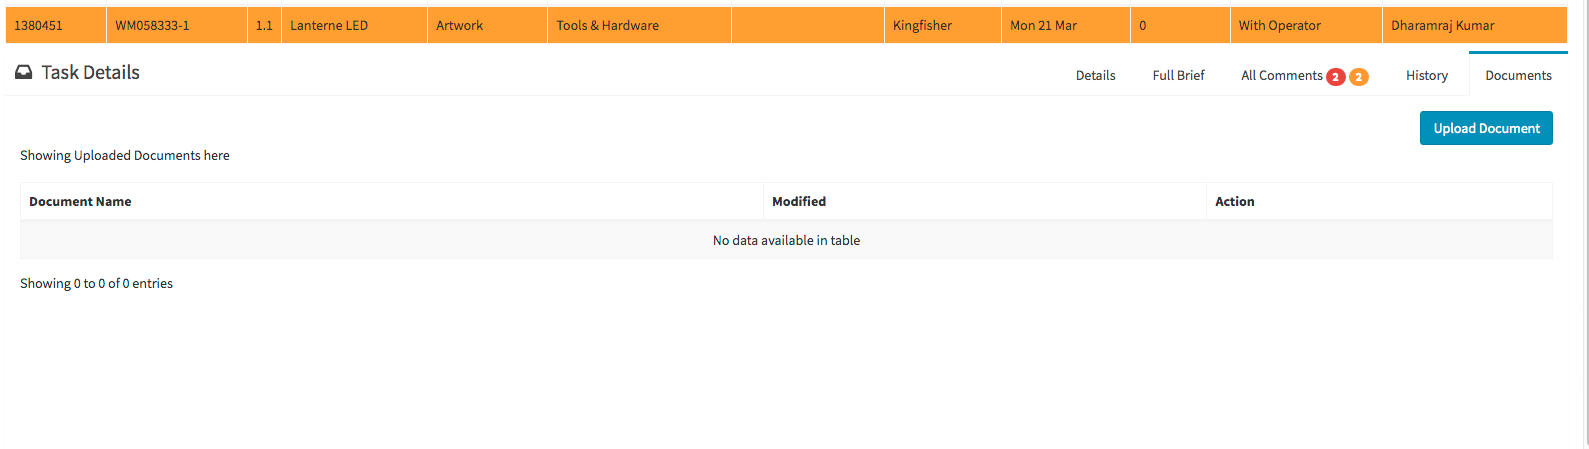 1380451 WM058333-1 1.1 Lanterne LED Artwork Tools & Hardware Kingfisher Mon 21 Mar 0 With Operator Dharamraj Kumar
Task Details Details Full Brief All Comments 2 2 History Documents
Upload Document
Showing Uploaded Documents here
Document Name Modified Action
No data available in table
Showing 0 to 0 of 0 entries